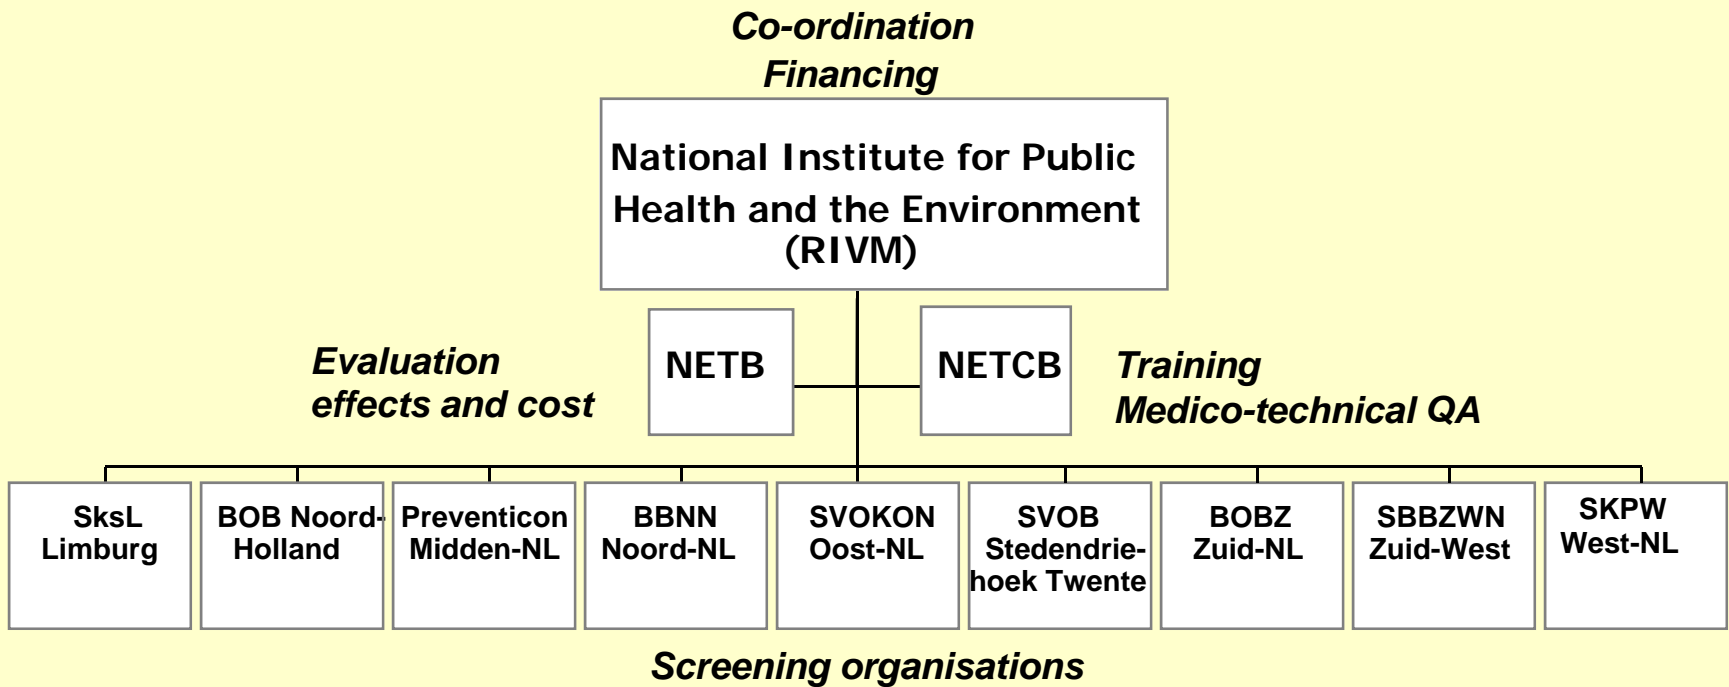 Co-ordination
Financing
National Institute for Public
Health and the Environment
(RIVM)
Evaluation
effects and cost
NETB
NETCB
Training
Medico-technical QA
SksL
Limburg
BOB Noord-
Holland
Preventicon
Midden-NL
BBNN
Noord-NL
SVOKON
Oost-NL
SVOB
Stedendrie-
hoek Twente
BOBZ
Zuid-NL
SBBZWN
Zuid-West
SKPW
West-NL
Screening organisations